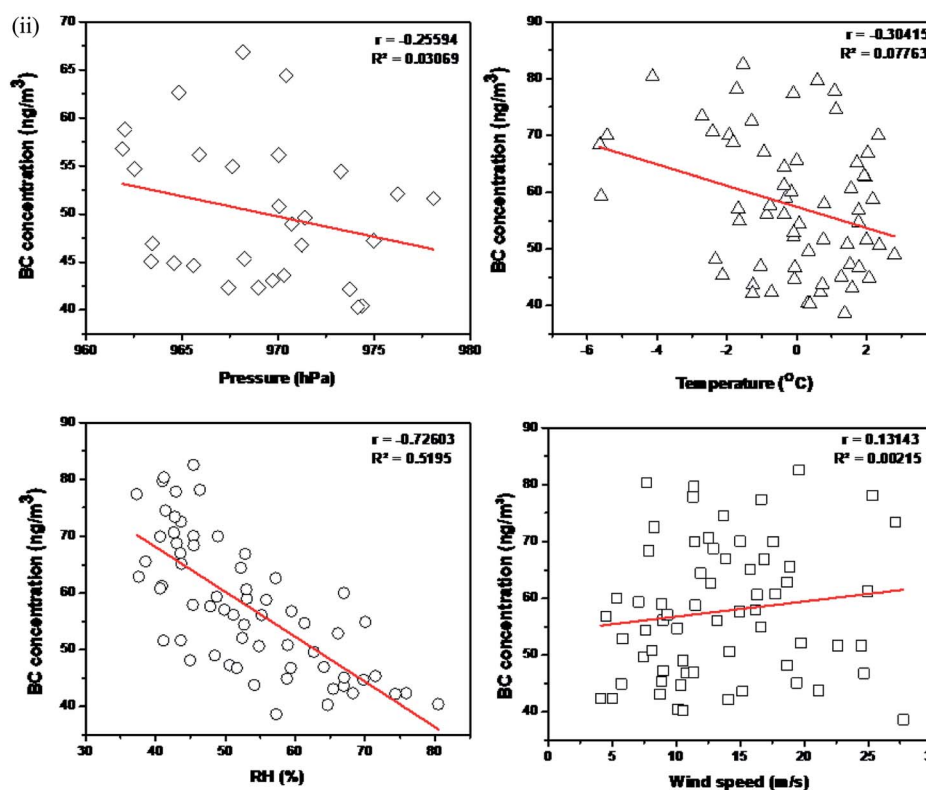 (ii)
r = -0.25594
R² = 0.03069
BC concentration (ng/m³)
70
65
60
55
50
45
40
960 965 970 975 980
Pressure (hPa)
r = -0.30415
R² = 0.07763
BC concentration (ng/m³)
90
80
70
60
50
40
-6 -4 -2 0 2
Temperature (°C)
r = -0.72603
R² = 0.5195
BC concentration (ng/m³)
90
80
70
60
50
40
30
30 40 50 60 70 80
RH (%)
r = 0.13143
R² = 0.00215
BC concentration (ng/m³)
90
80
70
60
50
40
0 5 10 15 20 25
Wind speed (m/s)